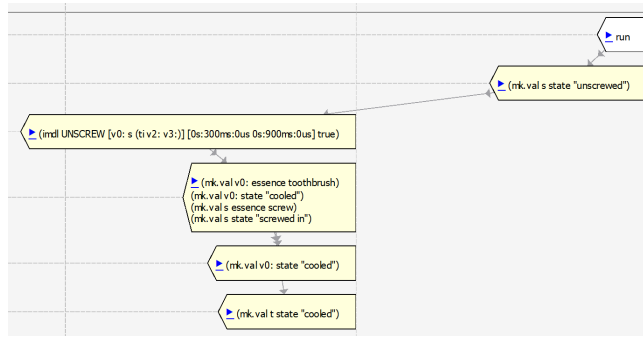 run
(mk.val s state "unscrewed")
(imdl UNSCREW [v0: s (ti v2: v3:)] [0s:300ms:0us 0s:900ms:0us] true)
(mk.val v0: essence toothbrush)
(mk.val v0: state "cooled")
(mk.val s essence screw)
(mk.val s state "screwed in")
(mk.val v0: state "cooled")
(mk.val t state "cooled")